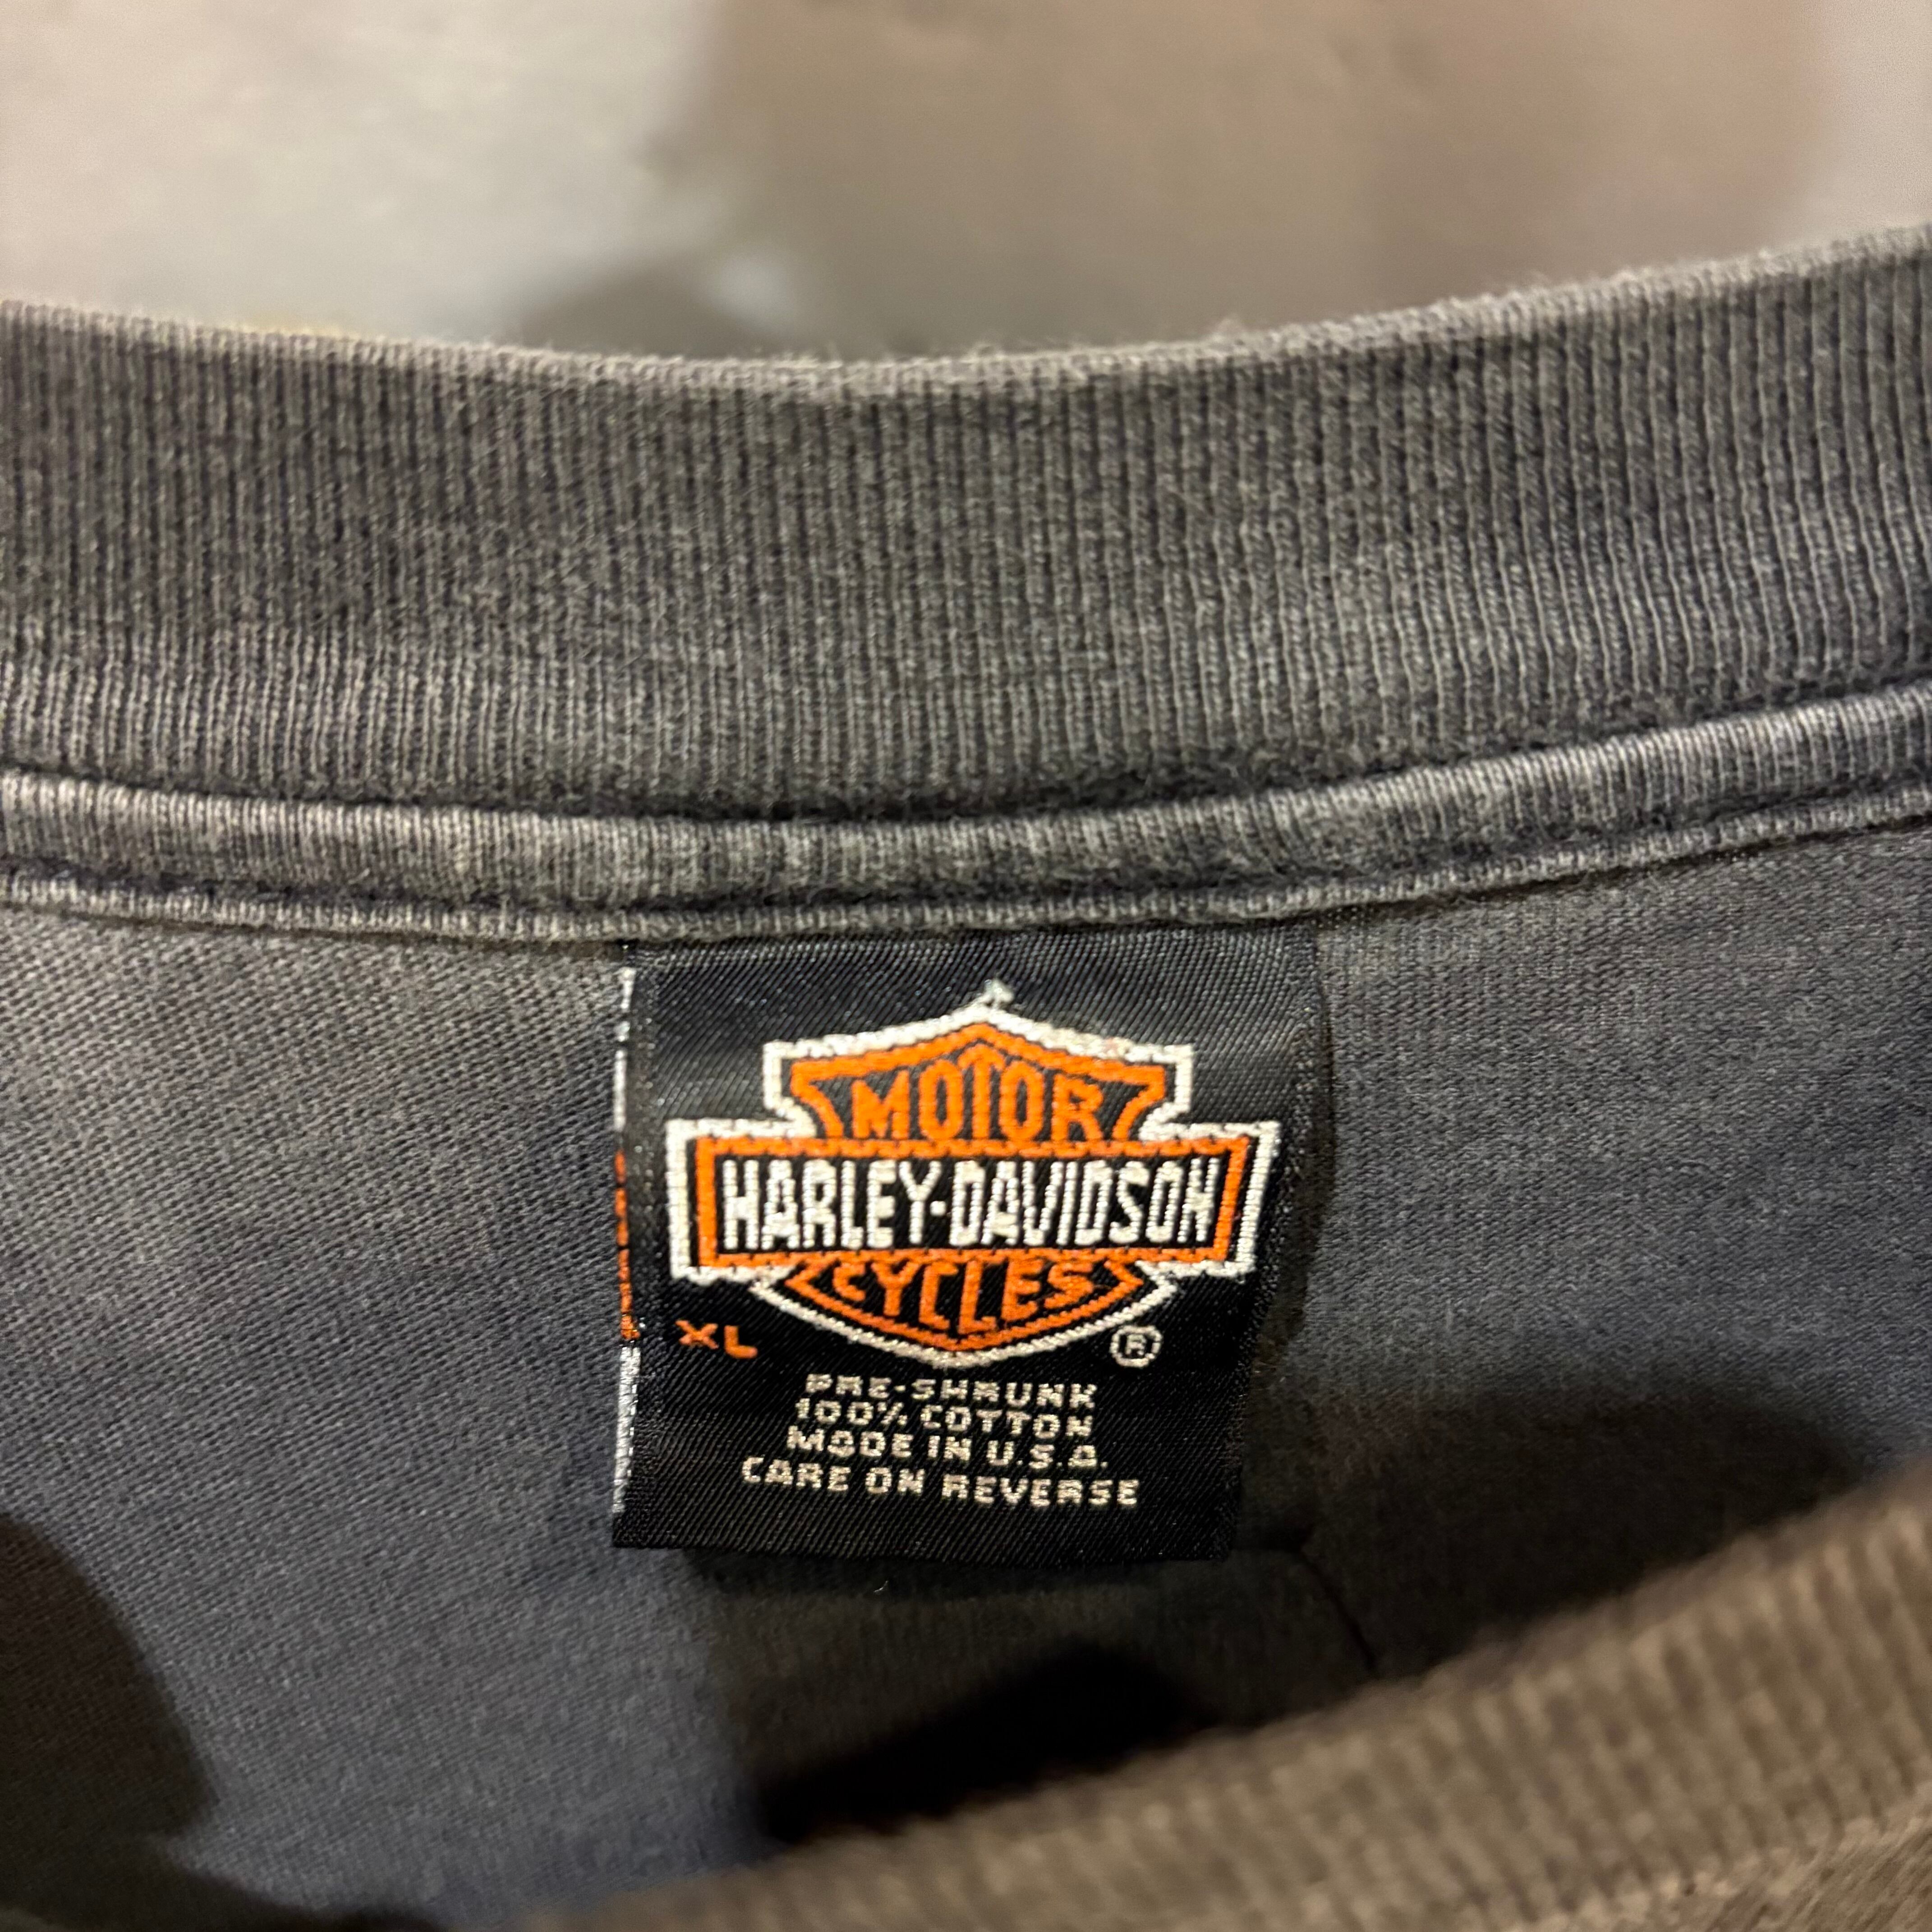 MOTOR
HARLEY-DAVIDSON
CYCLES
XL
®
PRE-SHRUNK
100% COTTON
MADE IN U.S.A.
CARE ON REVERSE